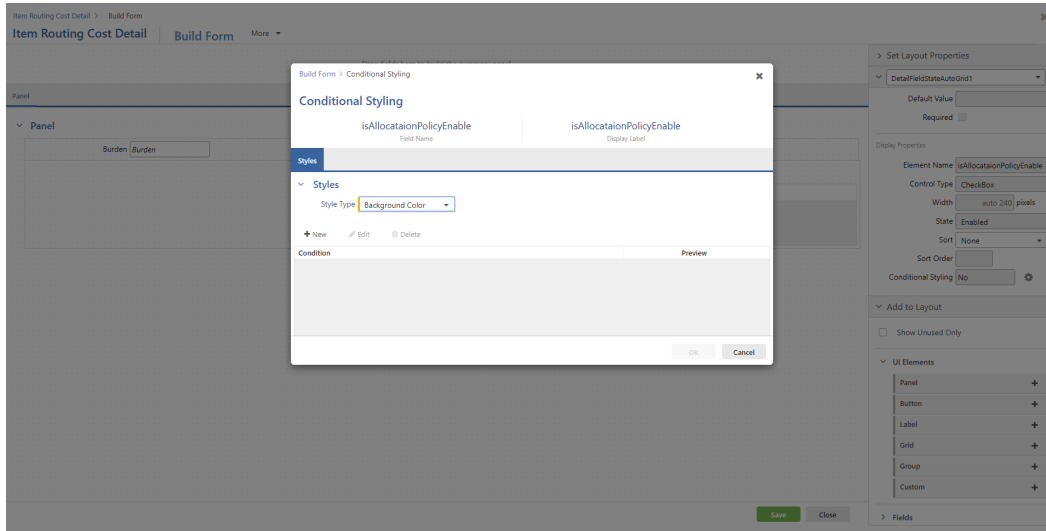 Item Routing Cost Detail > Build Form
Item Routing Cost Detail Build Form More
Panel
Panel
Burden Burden
Build Form > Conditional Styling
Conditional Styling
isAllocataionPolicyEnable isAllocataionPolicyEnable
Field Name Display Label
Styles
Styles
Style Type Background Color
New Edit Delete
Condition Preview
OK Cancel
Set Layout Properties
DetailFieldStateAutoGrid1
Default Value
Required
Display Properties
Element Name isAllocataionPolicyEnable
Control Type CheckBox
Width auto 240 pixels
State Enabled
Sort None
Sort Order
Conditional Styling No
Add to Layout
Show Unused Only
UI Elements
Panel
Button
Label
Grid
Group
Custom
Fields
Save Close